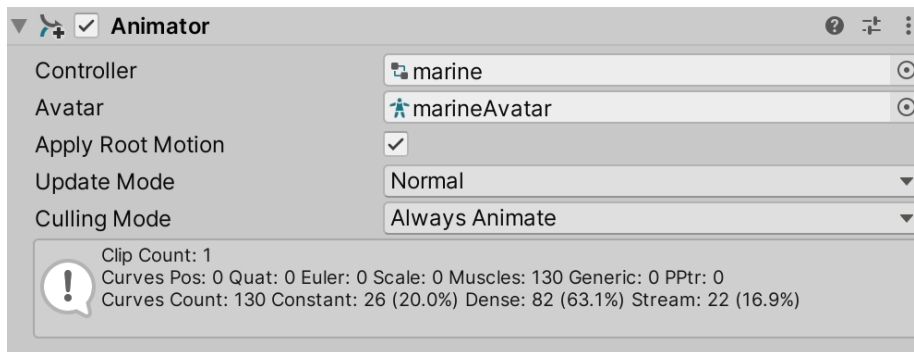 Animator
Controller marine
Avatar marineAvatar
Apply Root Motion
Update Mode Normal
Culling Mode Always Animate
Clip Count: 1
Curves Pos: 0 Quat: 0 Euler: 0 Scale: 0 Muscles: 130 Generic: 0 PPtr: 0
Curves Count: 130 Constant: 26 (20.0%) Dense: 82 (63.1%) Stream: 22 (16.9%)